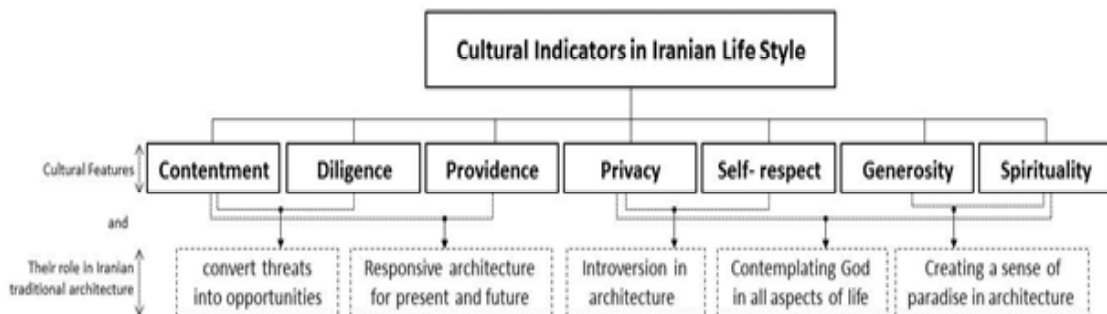 Cultural Indicators in Iranian Life Style
Cultural Features
Contentment
Diligence
Providence
Privacy
Self- respect
Generosity
Spirituality
and
Their role in Iranian
traditional architecture
convert threats
into opportunities
Responsive architecture
for present and future
Introversion in
architecture
Contemplating God
in all aspects of life
Creating a sense of
paradise in architecture